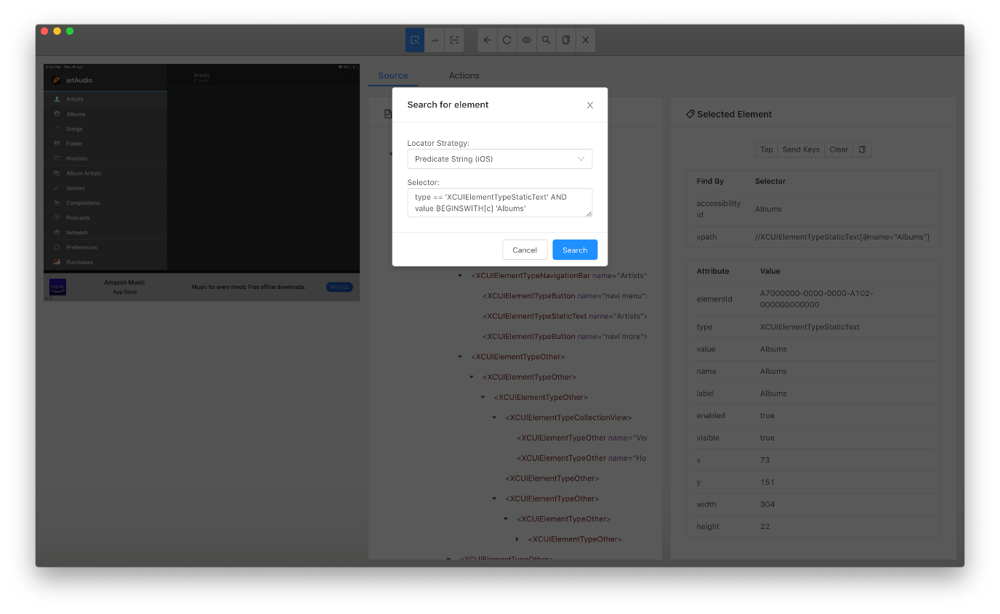 Thu 16 Apr
jetAudio
Artists
Artists
Albums
Songs
Folder
Playlists
Album Artists
Genres
Compilations
Podcasts
Network
Preferences
Purchases
music
Amazon Music
App Store
Music for every mood. Free offline downloads.
INSTALL
Source
Actions
Search for element
Locator Strategy:
Predicate String (iOS)
Selector:
type == 'XCUIElementTypeStaticText' AND
value BEGINSWITH[c] 'Albums'
Cancel
Search
<XCUIElementTypeNavigationBar name="Artists"
<XCUIElementTypeButton name="navi menu">
<XCUIElementTypeStaticText name="Artists">
<XCUIElementTypeButton name="navi more">
<XCUIElementTypeOther>
<XCUIElementTypeOther>
<XCUIElementTypeOther>
<XCUIElementTypeCollectionView>
<XCUIElementTypeOther name="Ver
<XCUIElementTypeOther name="Ho
<XCUIElementTypeOther>
<XCUIElementTypeOther>
<XCUIElementTypeOther>
<XCUIElementTypeOther>
<XCUIElementTypeOther>
Selected Element
Tap
Send Keys
Clear
Find By Selector
accessibility
id
Albums
xpath //XCUIElementTypeStaticText[@name="Albums"]
Attribute Value
elementId
A7000000-0000-0000-A102-
000000000000
type XCUIElementTypeStaticText
value Albums
name Albums
label Albums
enabled true
visible true
x 73
y 151
width 304
height 22